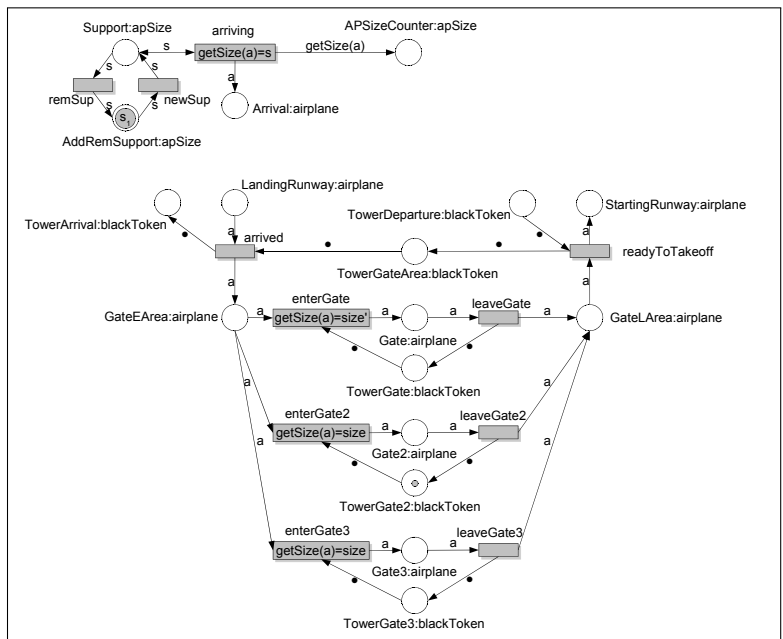 Support:apSize
arriving
APSizeCounter:apSize
s
getSize(a)=s
getSize(a)
s
s
a
remSup
newSup
s
s
Arrival:airplane
s1
AddRemSupport:apSize
LandingRunway:airplane
TowerDeparture:blackToken
StartingRunway:airplane
TowerArrival:blackToken
a
a
arrived
readyToTakeoff
TowerGateArea:blackToken
a
a
enterGate
leaveGate
GateEArea:airplane
a
getSize(a)=size'
a
a
a
GateLArea:airplane
Gate:airplane
TowerGate:blackToken
a
a
enterGate2
leaveGate2
getSize(a)=size
a
a
a
a
Gate2:airplane
TowerGate2:blackToken
enterGate3
leaveGate3
getSize(a)=size
a
a
Gate3:airplane
TowerGate3:blackToken